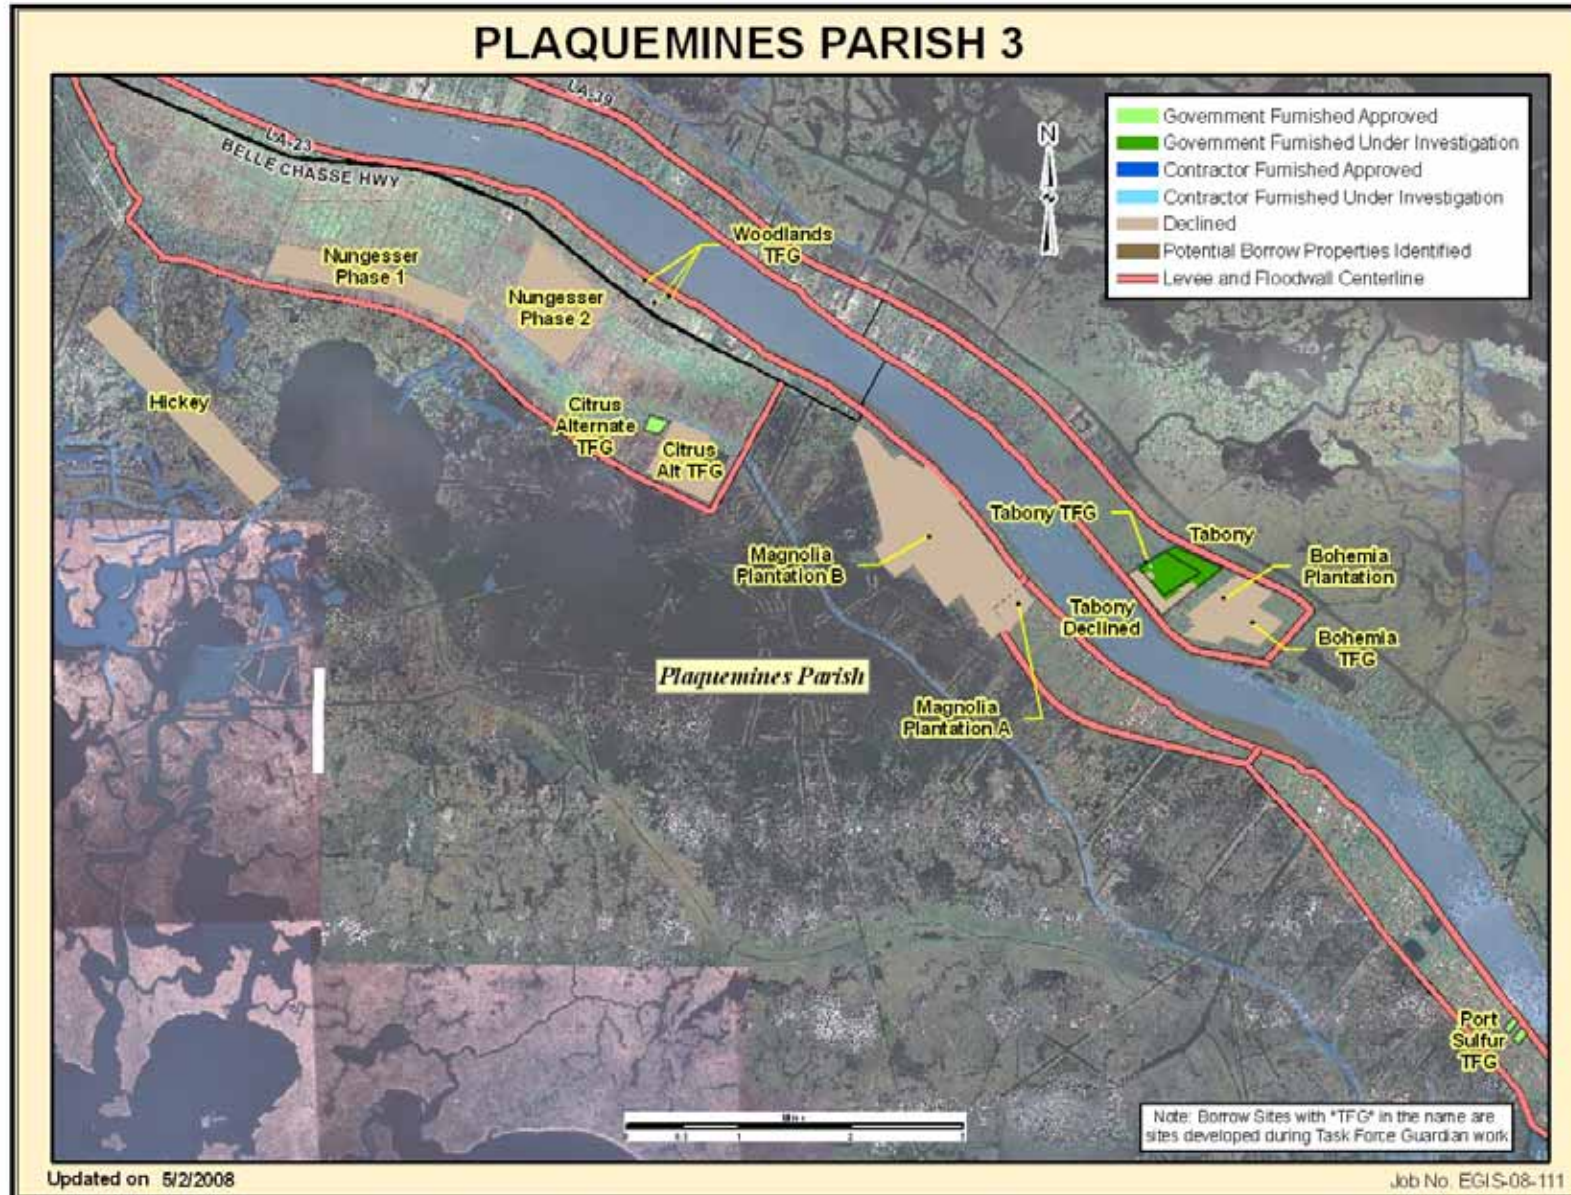 PLAQUEMINES PARISH 3
LA-39
LA-23
BELLE CHASSE HWY
N
Government Furnished Approved
Government Furnished Under Investigation
Contractor Furnished Approved
Contractor Furnished Under Investigation
Declined
Potential Borrow Properties Identified
Levee and Floodwall Centerline
Woodlands
TFG
Nungesser
Phase 1
Nungesser
Phase 2
Hickey
Citrus
Alternate
TFG
Citrus
Alt TFG
Magnolia
Plantation B
Tabony TFG
Tabony
Bohemia
Plantation
Tabony
Declined
Bohemia
TFG
Plaquemines Parish
Magnolia
Plantation A
Port
Sulfur
TFG
Note: Borrow Sites with "TFG" in the name are
sites developed during Task Force Guardian work
Updated on 5/2/2008
Job No. EGIS-08-111